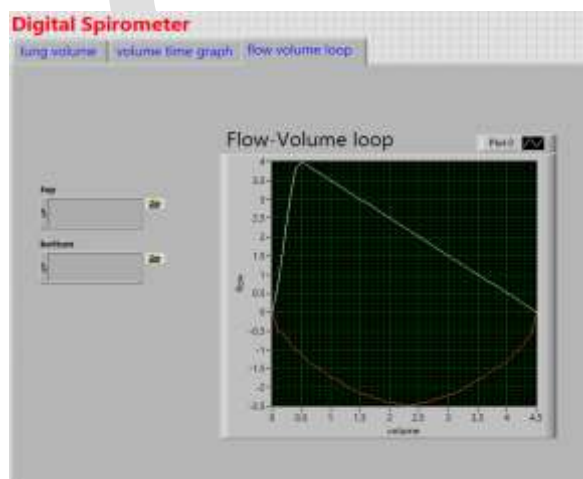 Digital Spirometer
lung volume volume time graph flow volume loop
Flow-Volume loop
Plot 0
Top
Bottom
flow
4
3.5
3
2.5
2
1.5
1
0.5
0
-0.5
-1
-1.5
-2
-2.5
0 0.5 1 1.5 2 2.5 3 3.5 4 4.5
volume